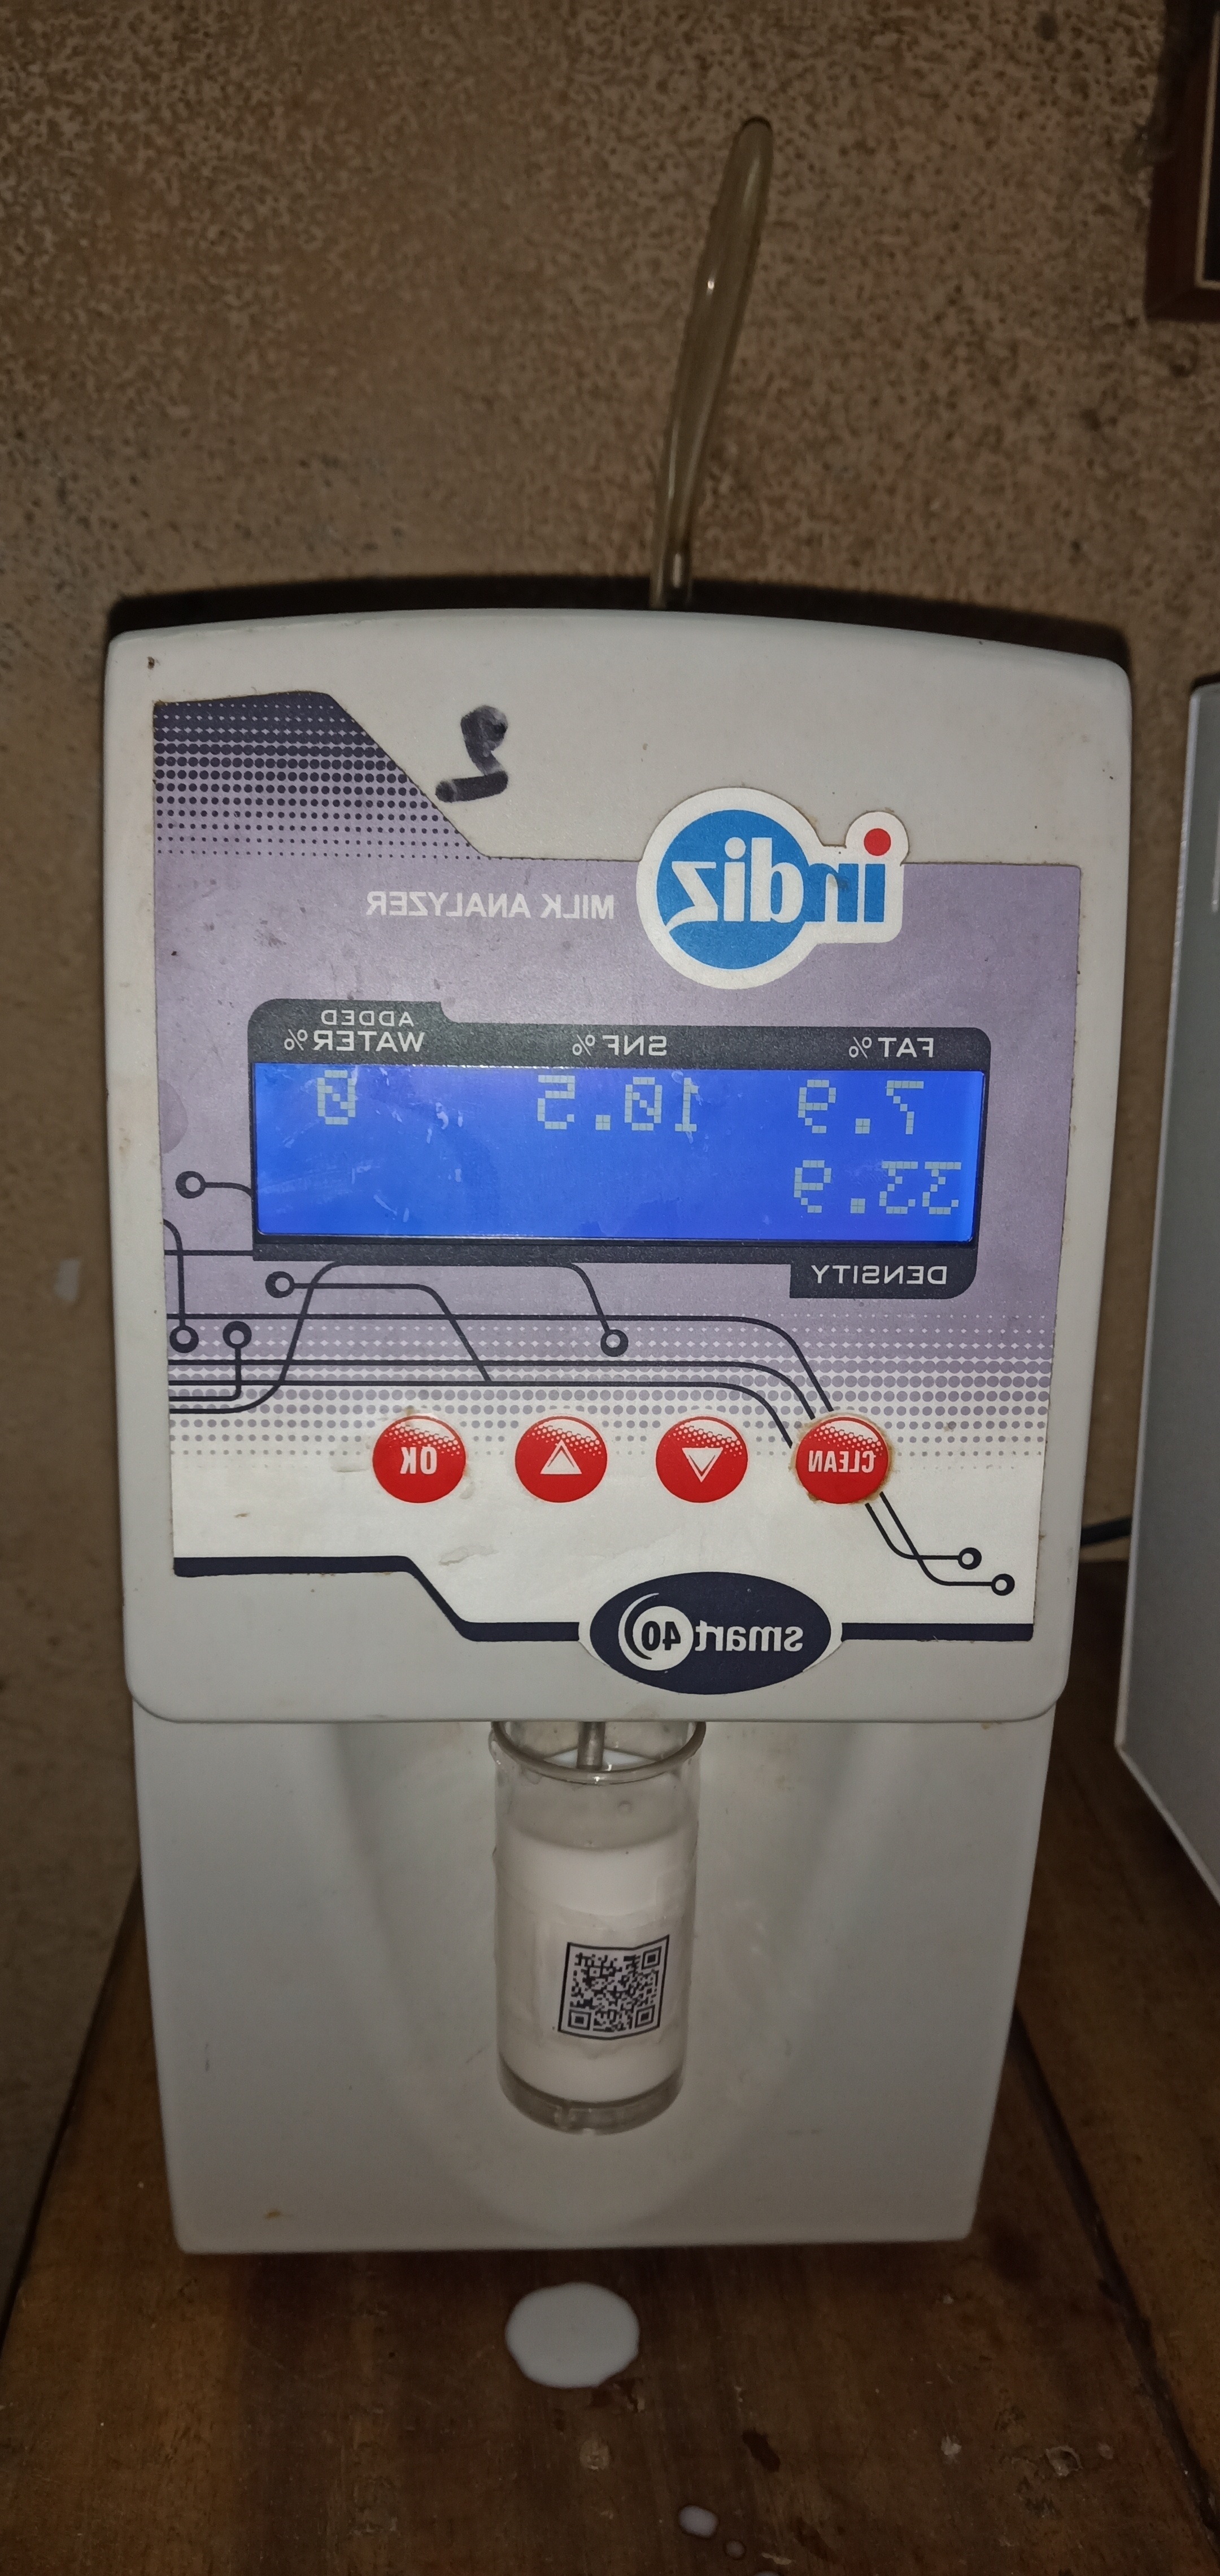 2
indiz
MILK ANALYZER
FAT% SNF% ADDED WATER%
7.9 10.5 0
33.9
DENSITY
CLEAN OK
smart 40